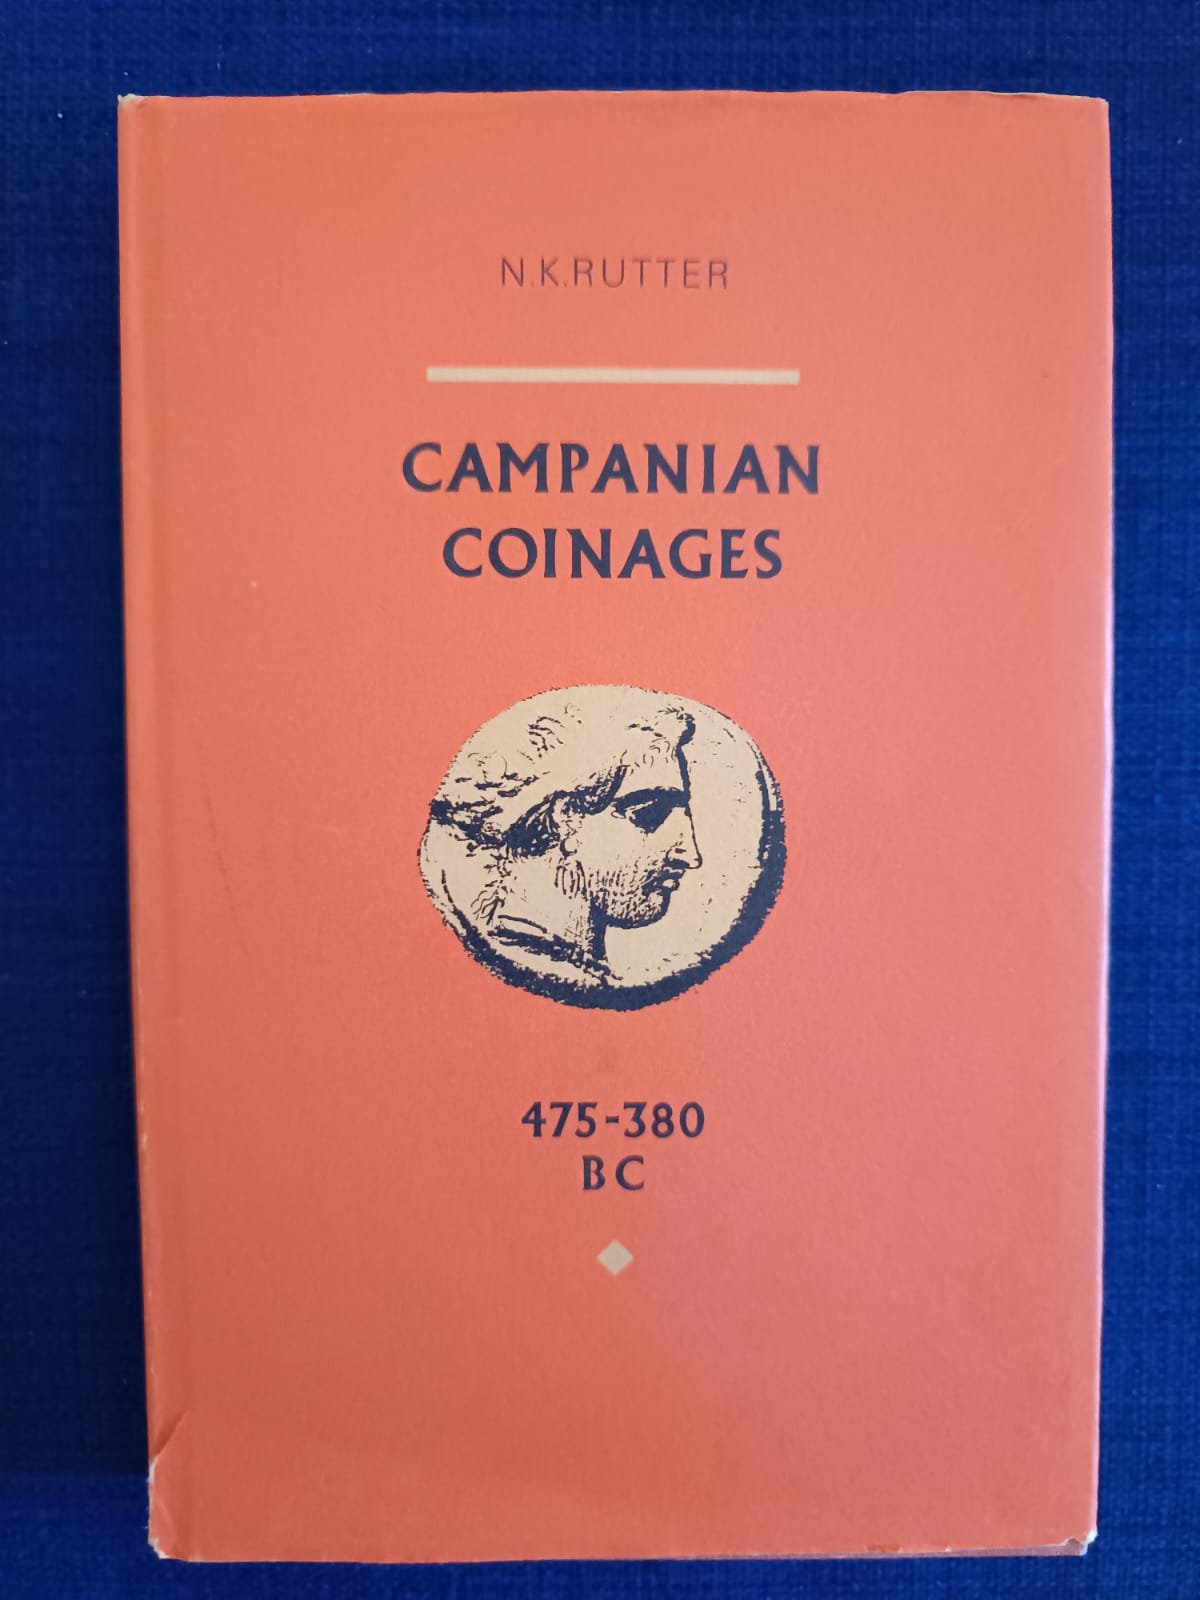 N.K.RUTTER
CAMPANIAN
COINAGES
475-380
BC